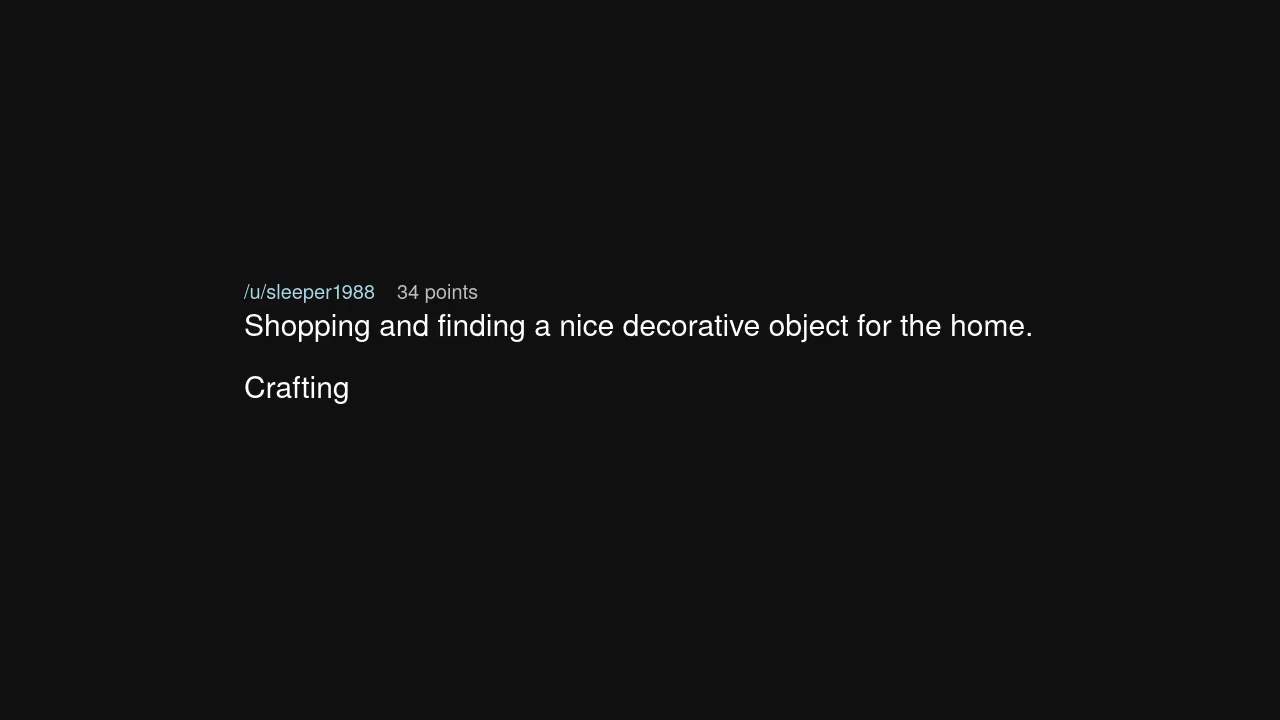 /u/sleeper1988 34 points
Shopping and finding a nice decorative object for the home.
Crafting